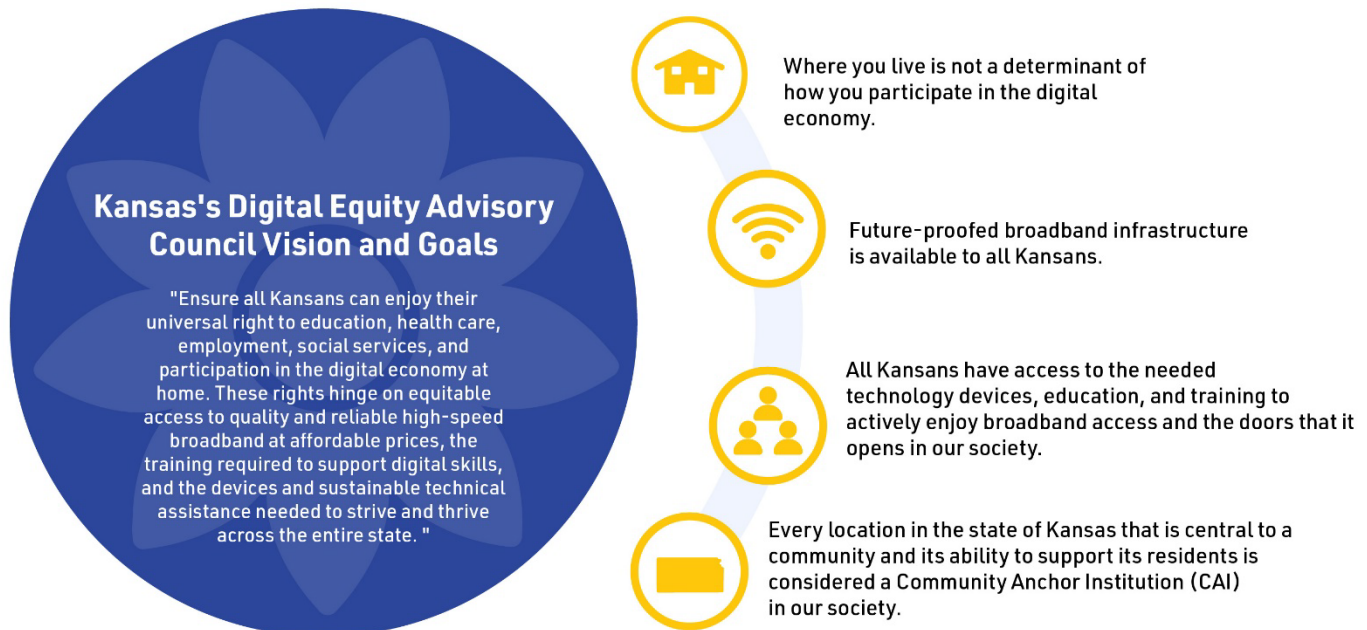 Kansas's Digital Equity Advisory
Council Vision and Goals
"Ensure all Kansans can enjoy their
universal right to education, health care,
employment, social services, and
participation in the digital economy at
home. These rights hinge on equitable
access to quality and reliable high-speed
broadband at affordable prices, the
training required to support digital skills,
and the devices and sustainable technical
assistance needed to strive and thrive
across the entire state. "
Where you live is not a determinant of
how you participate in the digital
economy.
Future-proofed broadband infrastructure
is available to all Kansans.
All Kansans have access to the needed
technology devices, education, and training to
actively enjoy broadband access and the doors that it
opens in our society.
Every location in the state of Kansas that is central to a
community and its ability to support its residents is
considered a Community Anchor Institution (CAI)
in our society.